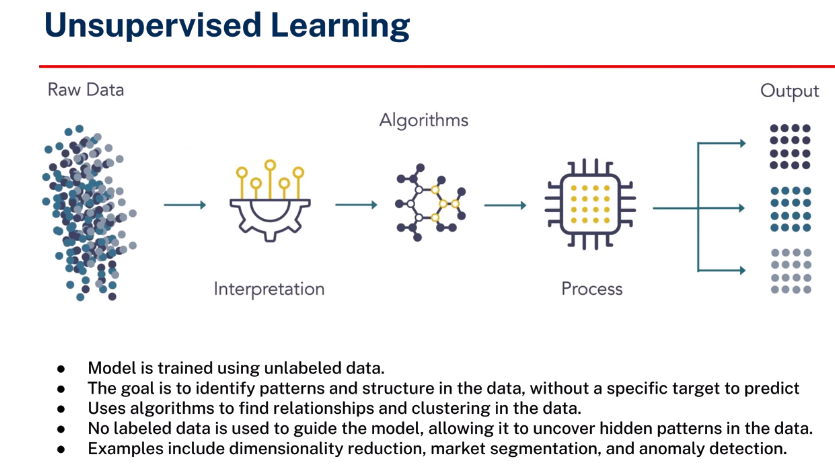 Unsupervised Learning
Raw Data
Output
Algorithms
Interpretation
Process
● Model is trained using unlabeled data.
● The goal is to identify patterns and structure in the data, without a specific target to predict
● Uses algorithms to find relationships and clustering in the data.
● No labeled data is used to guide the model, allowing it to uncover hidden patterns in the data.
● Examples include dimensionality reduction, market segmentation, and anomaly detection.